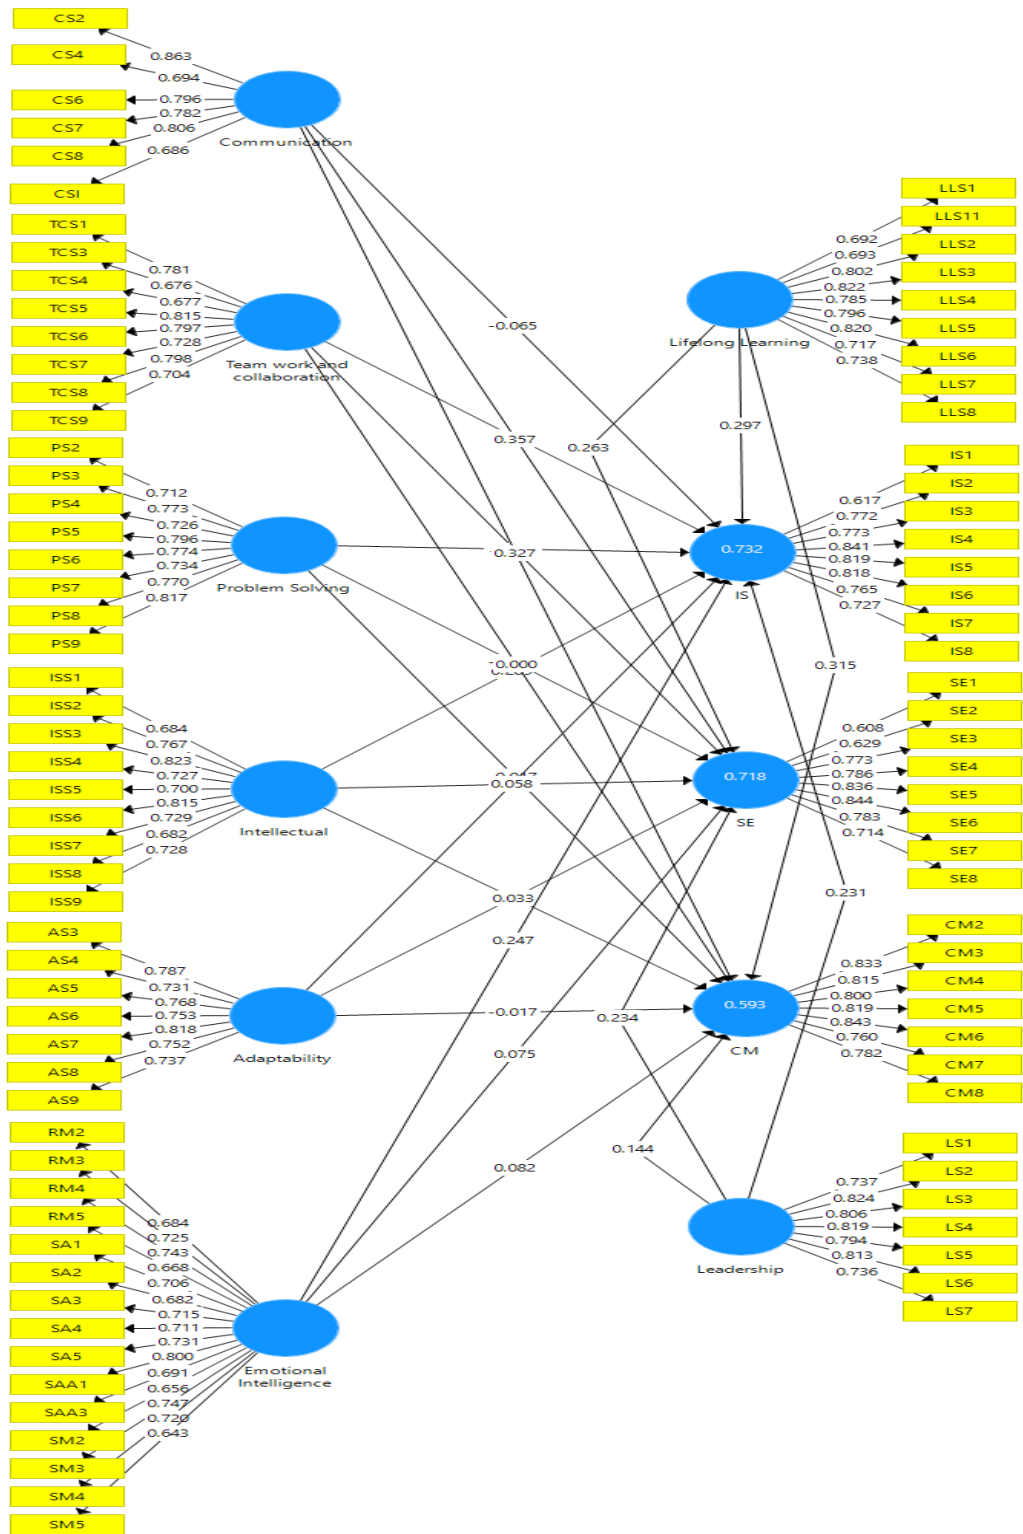 CS2
CS4
CS6
CS7
CS8
CSI
0.863
0.694
0.796
0.782
0.806
0.686
Communication
TCS1
TCS3
TCS4
TCS5
TCS6
TCS7
TCS8
TCS9
0.781
0.676
0.677
0.815
0.797
0.728
0.798
0.704
Team work and
collaboration
PS2
PS3
PS4
PS5
PS6
PS7
PS8
PS9
0.712
0.773
0.726
0.796
0.774
0.734
0.770
0.817
Problem Solving
ISS1
ISS2
ISS3
ISS4
ISS5
ISS6
ISS7
ISS8
ISS9
0.684
0.767
0.823
0.727
0.700
0.815
0.729
0.682
0.728
Intellectual
AS3
AS4
AS5
AS6
AS7
AS8
AS9
0.787
0.731
0.768
0.753
0.818
0.752
0.737
Adaptability
RM2
RM3
RM4
RM5
SA1
SA2
SA3
SA4
SA5
SAA1
SAA3
SM2
SM3
SM4
SM5
0.684
0.725
0.743
0.668
0.706
0.682
0.715
0.711
0.731
0.800
0.691
0.656
0.747
0.720
0.643
Emotional
Intelligence
-0.065
0.357
0.263
0.297
0.327
-0.000
0.315
0.058
0.033
0.247
0.231
-0.017
0.234
0.075
0.144
0.082
LLS1
LLS11
LLS2
LLS3
LLS4
LLS5
LLS6
LLS7
LLS8
0.692
0.693
0.802
0.822
0.785
0.796
0.820
0.717
0.738
Lifelong Learning
IS1
IS2
IS3
IS4
IS5
IS6
IS7
IS8
0.617
0.772
0.773
0.841
0.819
0.818
0.765
0.727
0.732
IS
SE1
SE2
SE3
SE4
SE5
SE6
SE7
SE8
0.608
0.629
0.773
0.786
0.836
0.844
0.783
0.714
0.718
SE
CM2
CM3
CM4
CM5
CM6
CM7
CM8
0.833
0.815
0.800
0.819
0.843
0.760
0.782
0.593
CM
LS1
LS2
LS3
LS4
LS5
LS6
LS7
0.737
0.824
0.806
0.819
0.794
0.813
0.736
Leadership